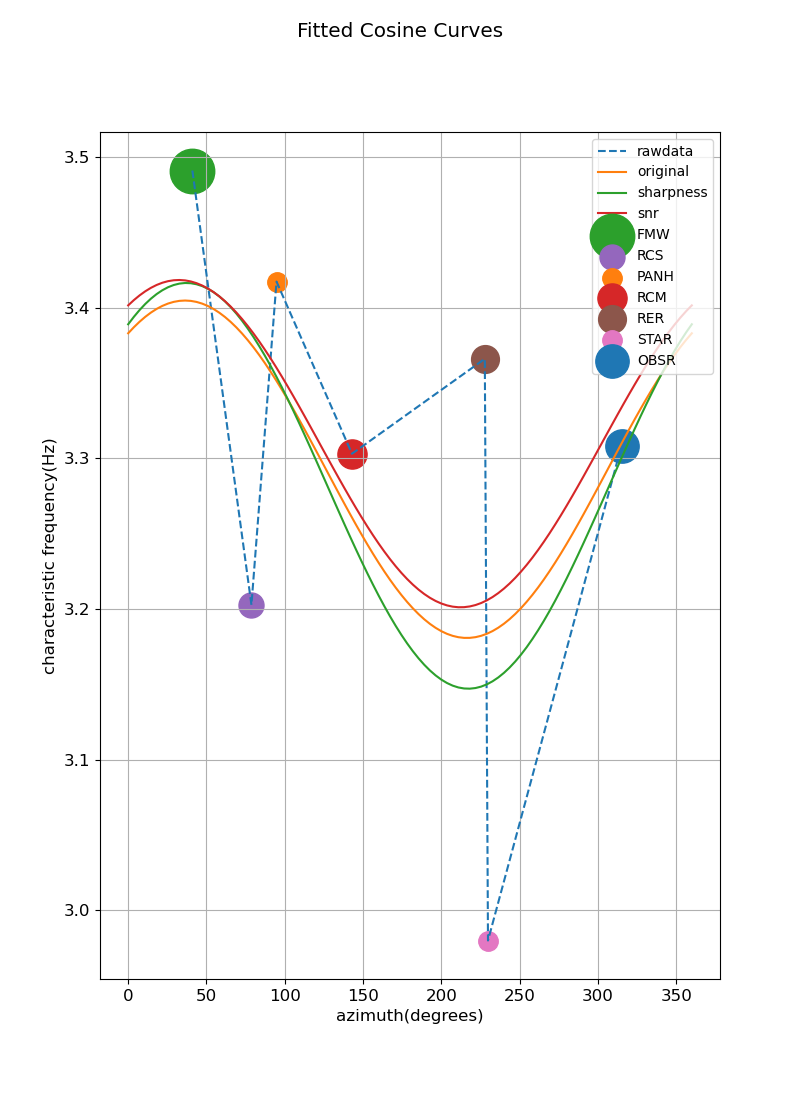 Fitted Cosine Curves
3.5
3.4
3.3
3.2
3.1
3.0
characteristic frequency(Hz)
rawdata
original
sharpness
snr
FMW
RCS
PANH
RCM
RER
STAR
OBSR
0 50 100 150 200 250 300 350
azimuth(degrees)